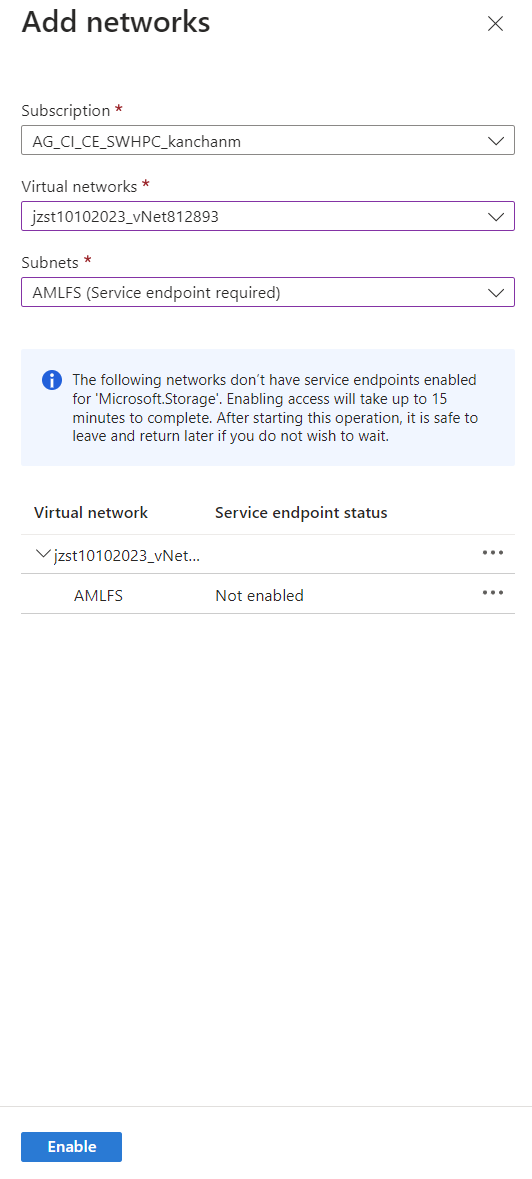 Add networks
Subscription *
AG_CI_CE_SWHPC_kanchanm
Virtual networks *
jzst10102023_vNet812893
Subnets *
AMLFS (Service endpoint required)
The following networks don’t have service endpoints enabled
for 'Microsoft.Storage'. Enabling access will take up to 15
minutes to complete. After starting this operation, it is safe to
leave and return later if you do not wish to wait.
Virtual network Service endpoint status
jzst10102023_vNet...
AMLFS Not enabled
Enable